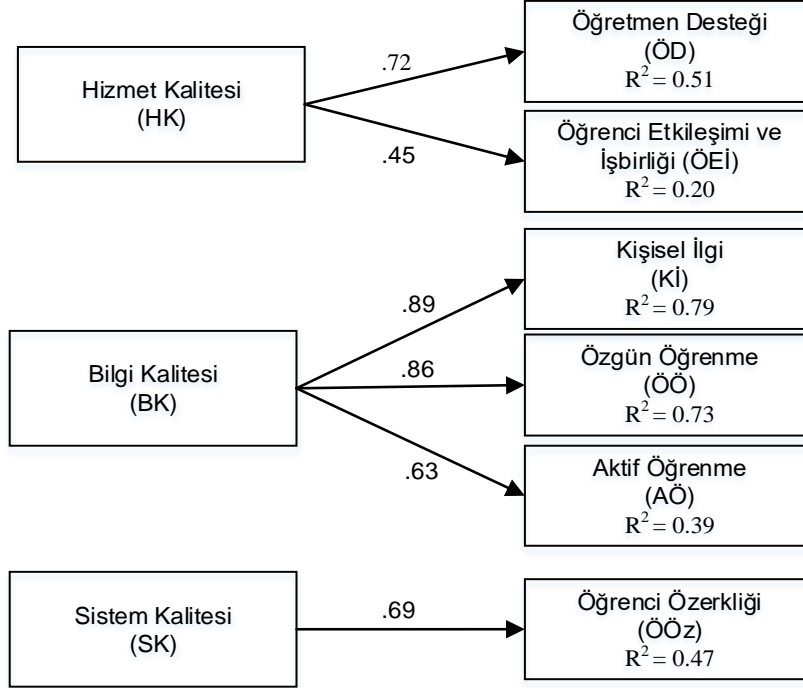 Hizmet Kalitesi
(HK)
.72
.45
Öğretmen Desteği
(ÖD)
R² = 0.51
Öğrenci Etkileşimi ve
İşbirliği (ÖEİ)
R² = 0.20
Bilgi Kalitesi
(BK)
.89
.86
.63
Kişisel İlgi
(Kİ)
R² = 0.79
Özgün Öğrenme
(ÖÖ)
R² = 0.73
Aktif Öğrenme
(AÖ)
R² = 0.39
Sistem Kalitesi
(SK)
.69
Öğrenci Özerkliği
(ÖÖz)
R² = 0.47